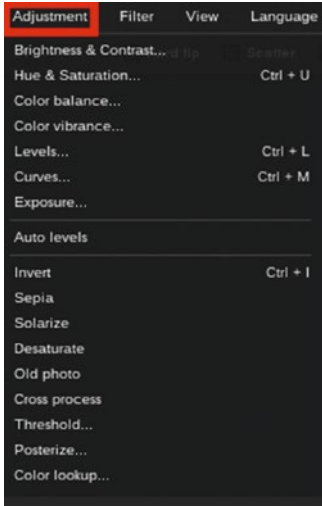 Adjustment Filter View Language
Brightness & Contrast...
Hue & Saturation... Ctrl + U
Color balance...
Color vibrance...
Levels... Ctrl + L
Curves... Ctrl + M
Exposure...
Auto levels
Invert Ctrl + I
Sepia
Solarize
Desaturate
Old photo
Cross process
Threshold...
Posterize...
Color lookup...